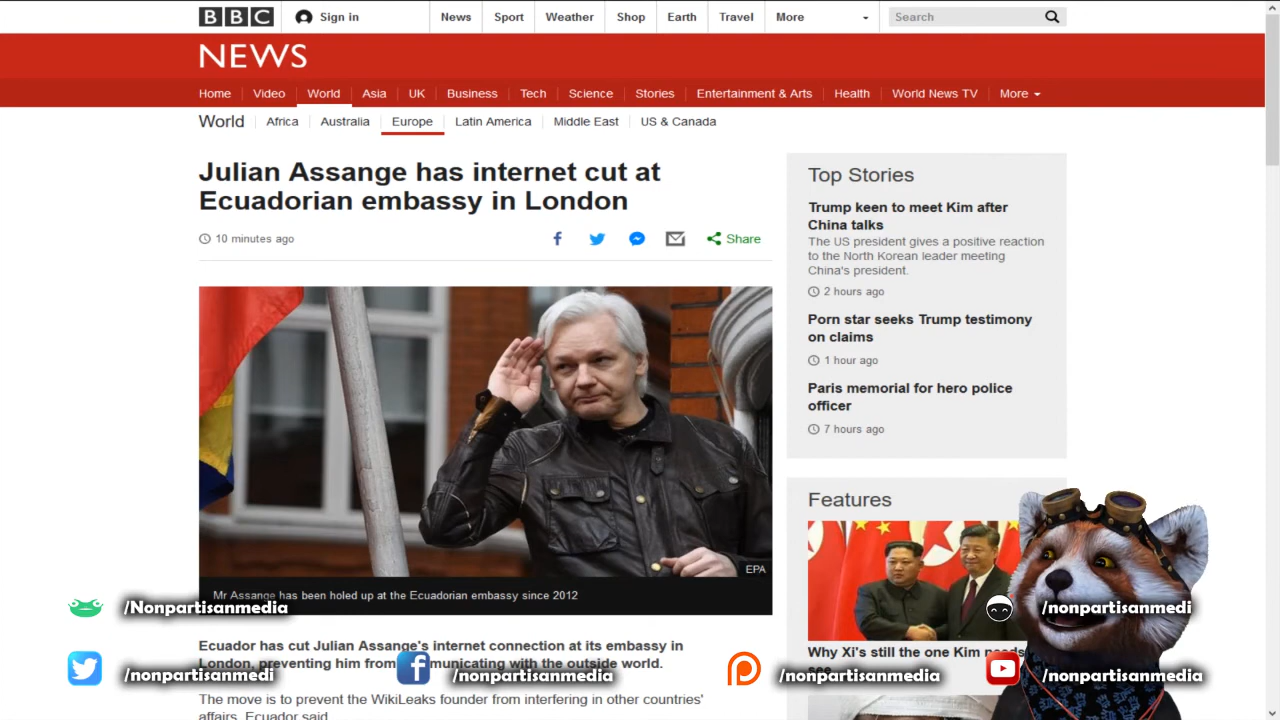 BBC
Sign in
News
Sport
Weather
Shop
Earth
Travel
More
Search
NEWS
Home
Video
World
Asia
UK
Business
Tech
Science
Stories
Entertainment & Arts
Health
World News TV
More
World
Africa
Australia
Europe
Latin America
Middle East
US & Canada
Julian Assange has internet cut at
Ecuadorian embassy in London
10 minutes ago
Share
EPA
Mr Assange has been holed up at the Ecuadorian embassy since 2012
Ecuador has cut Julian Assange's internet connection at its embassy in
London, preventing him from municating with the outside world.
The move is to prevent the WikiLeaks founder from interfering in other countries'
affairs, Ecuador said
Top Stories
Trump keen to meet Kim after
China talks
The US president gives a positive reaction
to the North Korean leader meeting
China's president.
2 hours ago
Porn star seeks Trump testimony
on claims
1 hour ago
Paris memorial for hero police
officer
7 hours ago
Features
Why Xi's still the one Kim needs
see
/Nonpartisanmedia
/nonpartisanmedi
/nonpartisanmedi
/nonpartisanmedia
/nonpartisanmedia
/nonpartisanmedia